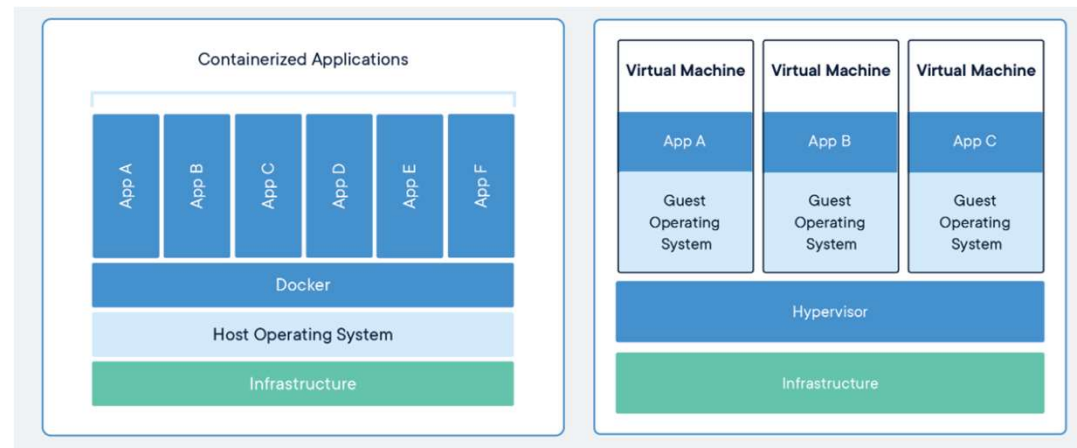 Containerized Applications
App A
App B
App C
App D
App E
App F
Docker
Host Operating System
Infrastructure
Virtual Machine
App A
Guest
Operating
System
Virtual Machine
App B
Guest
Operating
System
Virtual Machine
App C
Guest
Operating
System
Hypervisor
Infrastructure